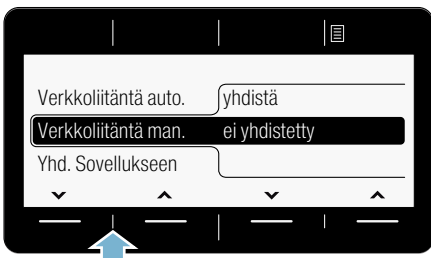 Verkkoliitäntä auto. yhdistä
Verkkoliitäntä man. ei yhdistetty
Yhd. Sovellukseen